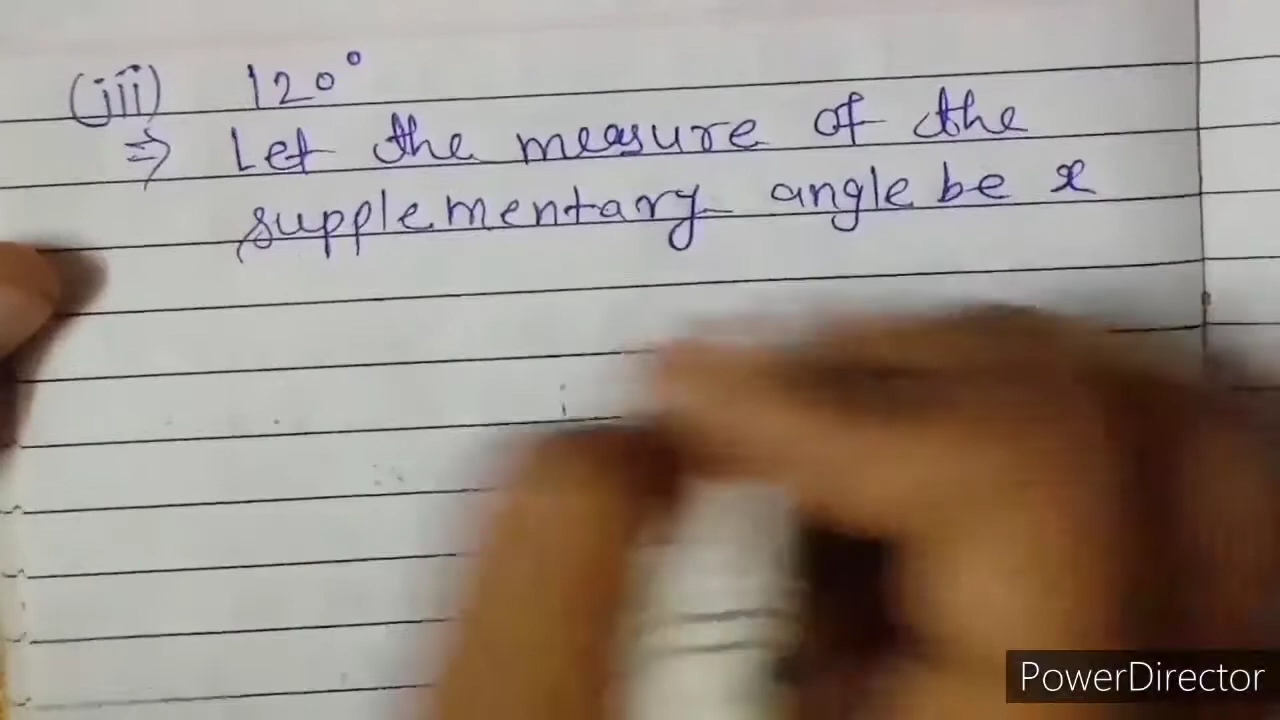 (iii) 120°
⇒ Let the measure of the
supplementary angle be x
PowerDirector